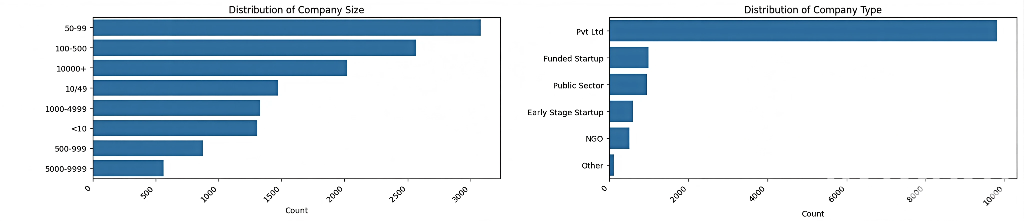 Distribution of Company Size
50-99
100-500
10000+
10/49
1000-4999
<10
500-999
5000-9999
0
500
1000
1500
2000
2500
3000
Count
Distribution of Company Type
Pvt Ltd
Funded Startup
Public Sector
Early Stage Startup
NGO
Other
0
2000
4000
6000
8000
10000
Count